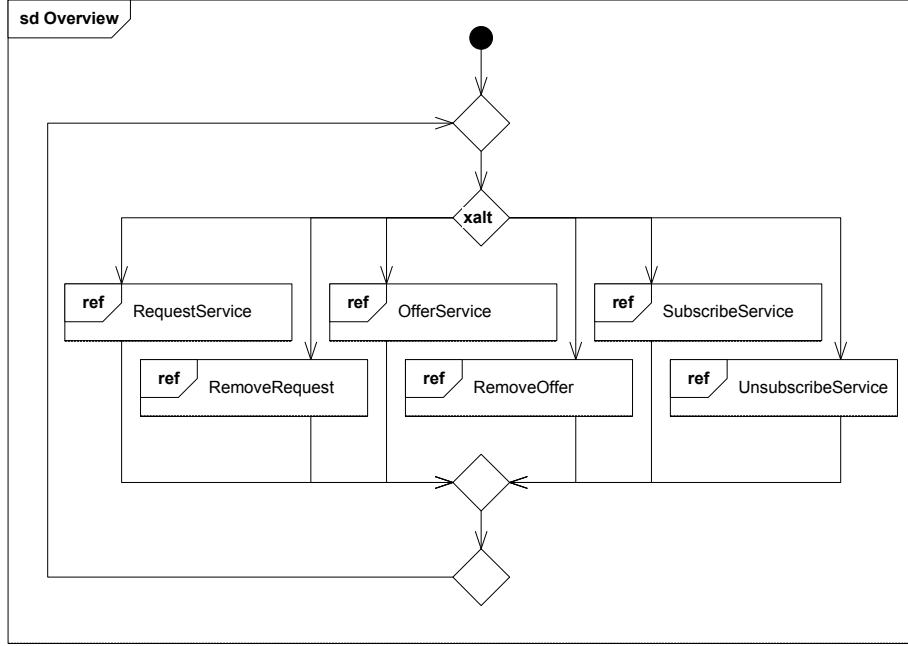 sd Overview
xalt
ref RequestService
ref OfferService
ref SubscribeService
ref RemoveRequest
ref RemoveOffer
ref UnsubscribeService